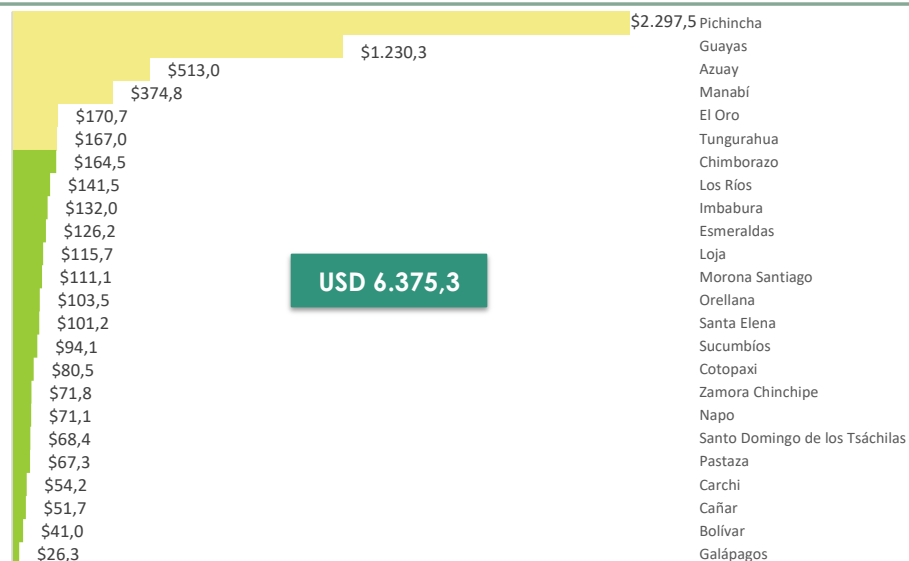 $2.297,5 Pichincha
$1.230,3 Guayas
$513,0 Azuay
$374,8 Manabí
$170,7 El Oro
$167,0 Tungurahua
$164,5 Chimborazo
$141,5 Los Ríos
$132,0 Imbabura
$126,2 Esmeraldas
$115,7 Loja
$111,1 Morona Santiago
USD 6.375,3
$103,5 Orellana
$101,2 Santa Elena
$94,1 Sucumbíos
$80,5 Cotopaxi
$71,8 Zamora Chinchipe
$71,1 Napo
$68,4 Santo Domingo de los Tsáchilas
$67,3 Pastaza
$54,2 Carchi
$51,7 Cañar
$41,0 Bolívar
$26,3 Galápagos